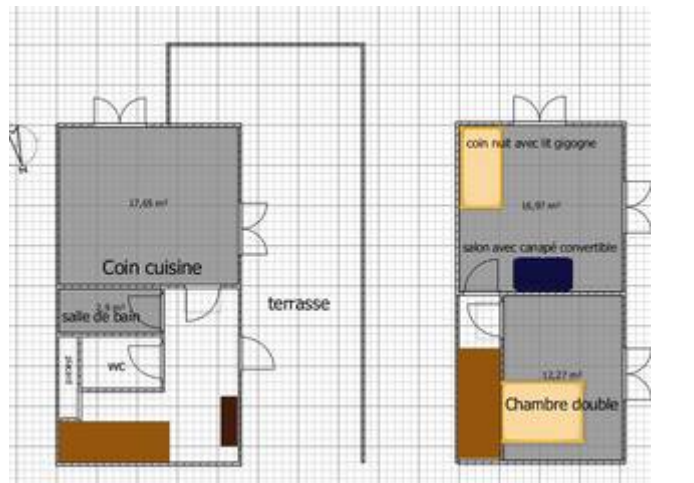 17,65 m²
Coin cuisine
salle de bain
wc
placard
terrasse
coin nuit avec lit gigogne
16,97 m²
salon avec canapé convertible
12,27 m²
Chambre double